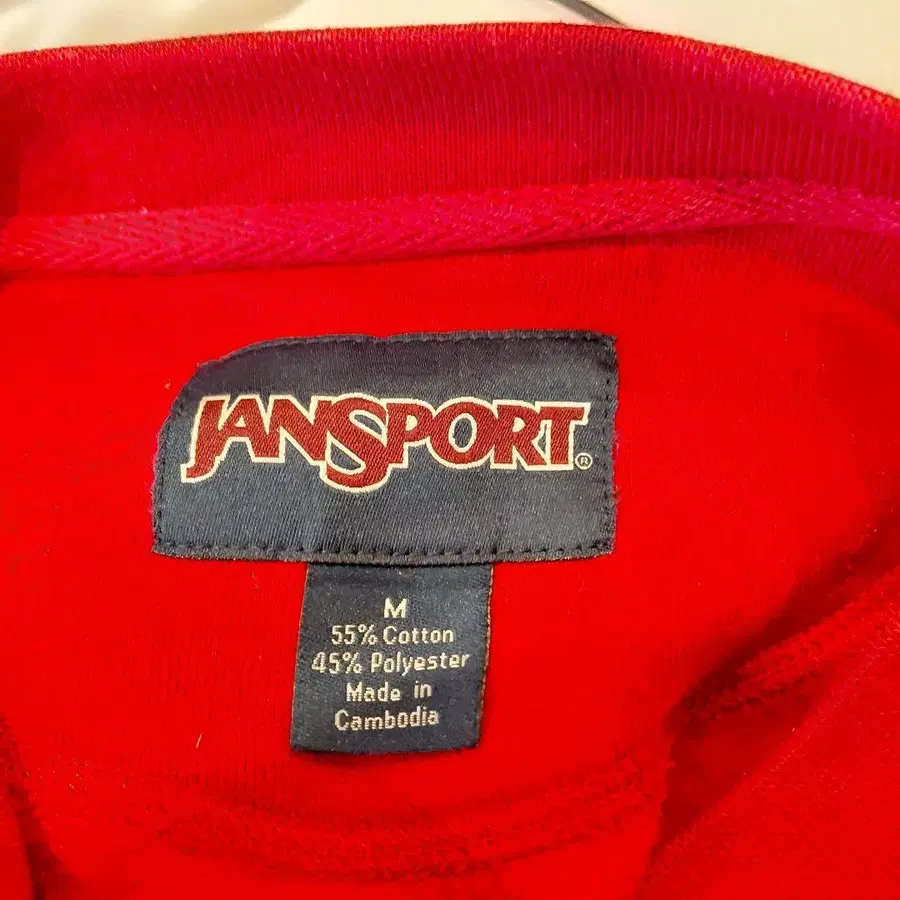 JANSPORT®
M
55% Cotton
45% Polyester
Made in
Cambodia